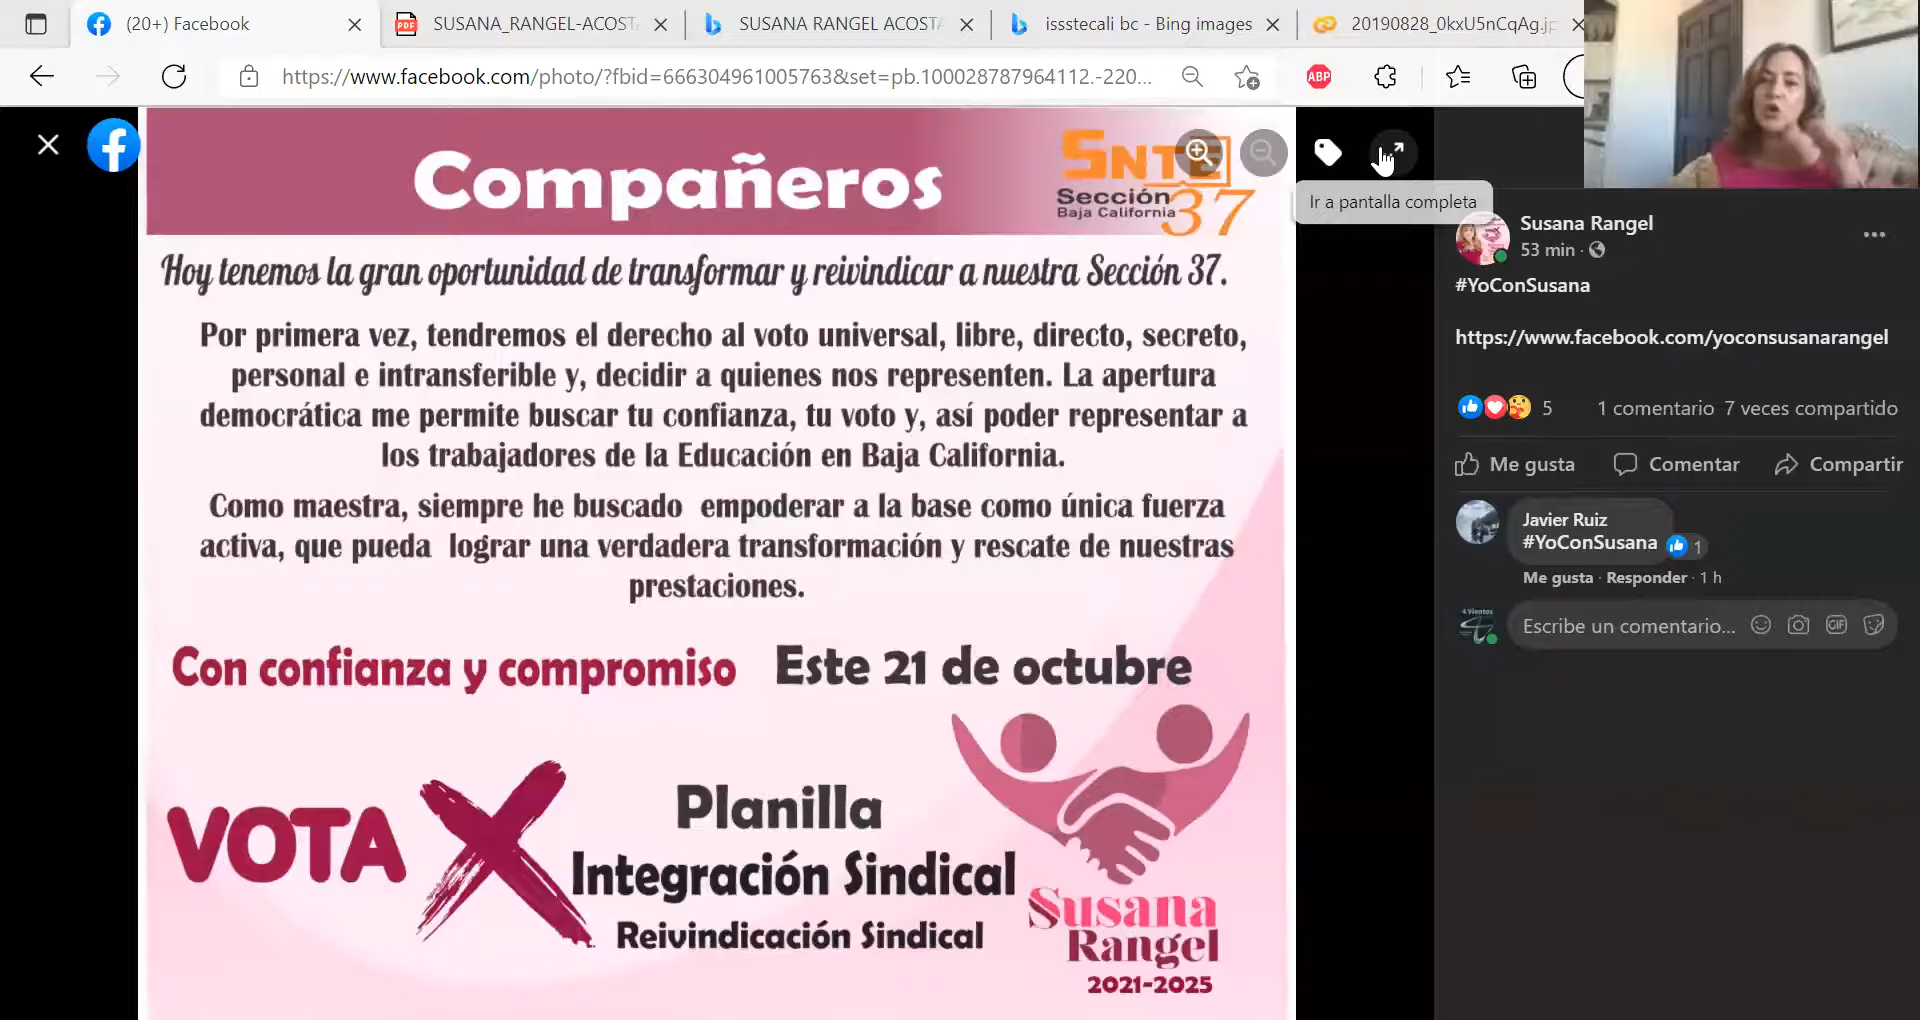 (20+) Facebook
SUSANA_RANGEL-ACOST
SUSANA RANGEL ACOSTA
issstecali bc - Bing images
20190828_0kxU5nCqAg.jp
https://www.facebook.com/photo/?fbid=666304961005763&set=pb.100028787964112.-220...
ABP
Compañeros
SNTE
Sección 37
Baja California
Ir a pantalla completa
Hoy tenemos la gran oportunidad de transformar y reivindicar a nuestra Sección 37.
Por primera vez, tendremos el derecho al voto universal, libre, directo, secreto,
personal e intransferible y, decidir a quienes nos representen. La apertura
democrática me permite buscar tu confianza, tu voto y, así poder representar a
los trabajadores de la Educación en Baja California.
Como maestra, siempre he buscado empoderar a la base como única fuerza
activa, que pueda lograr una verdadera transformación y rescate de nuestras
prestaciones.
Con confianza y compromiso Este 21 de octubre
VOTA X
Planilla
Integración Sindical
Reivindicación Sindical
Susana
Rangel
2021-2025
Susana Rangel
53 min ·
#YoConSusana
https://www.facebook.com/yoconsusanarangel
5 1 comentario 7 veces compartido
Me gusta Comentar Compartir
Javier Ruiz
#YoConSusana 1
Me gusta · Responder · 1 h
4 Vientos
Escribe un comentario... GIF